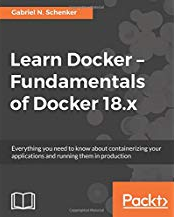 Gabriel N. Schenker
Learn Docker –
Fundamentals
of Docker 18.x
Everything you need to know about containerizing your
applications and running them in production
Packt>